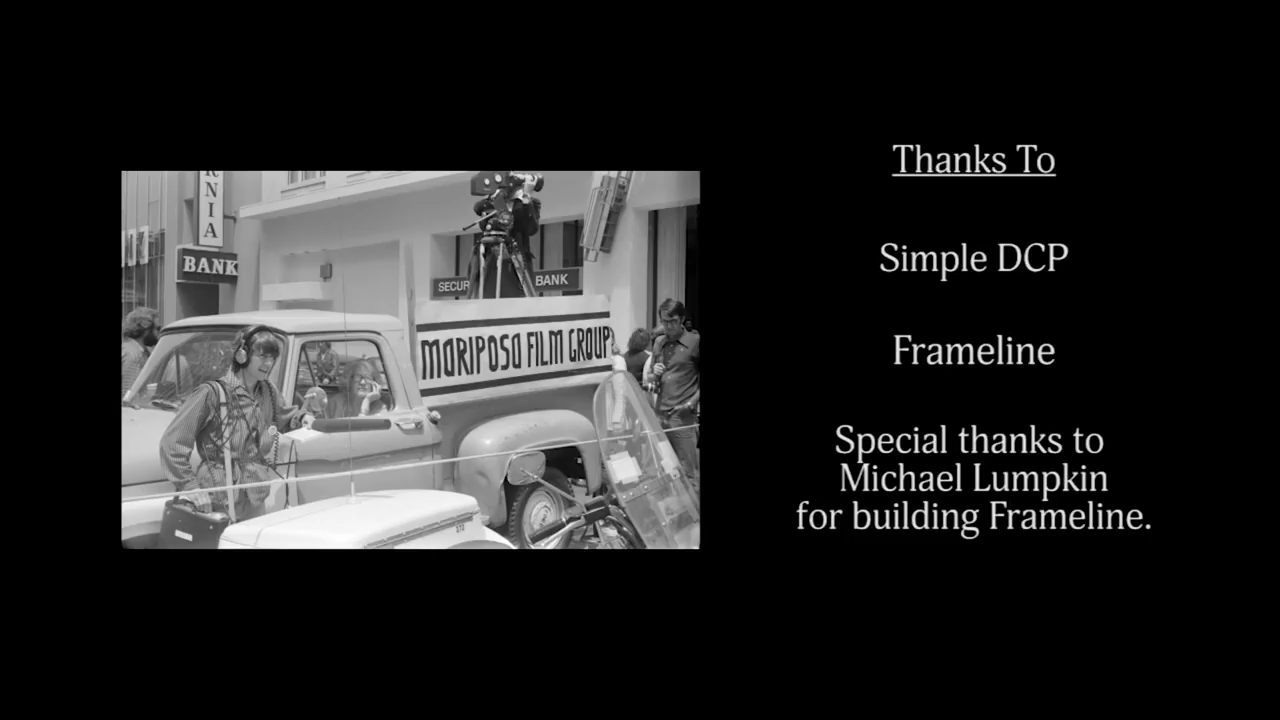 RNIA
BANK
SECUR
BANK
MARIPOSA FILM GROUP
Thanks To
Simple DCP
Frameline
Special thanks to
Michael Lumpkin
for building Frameline.